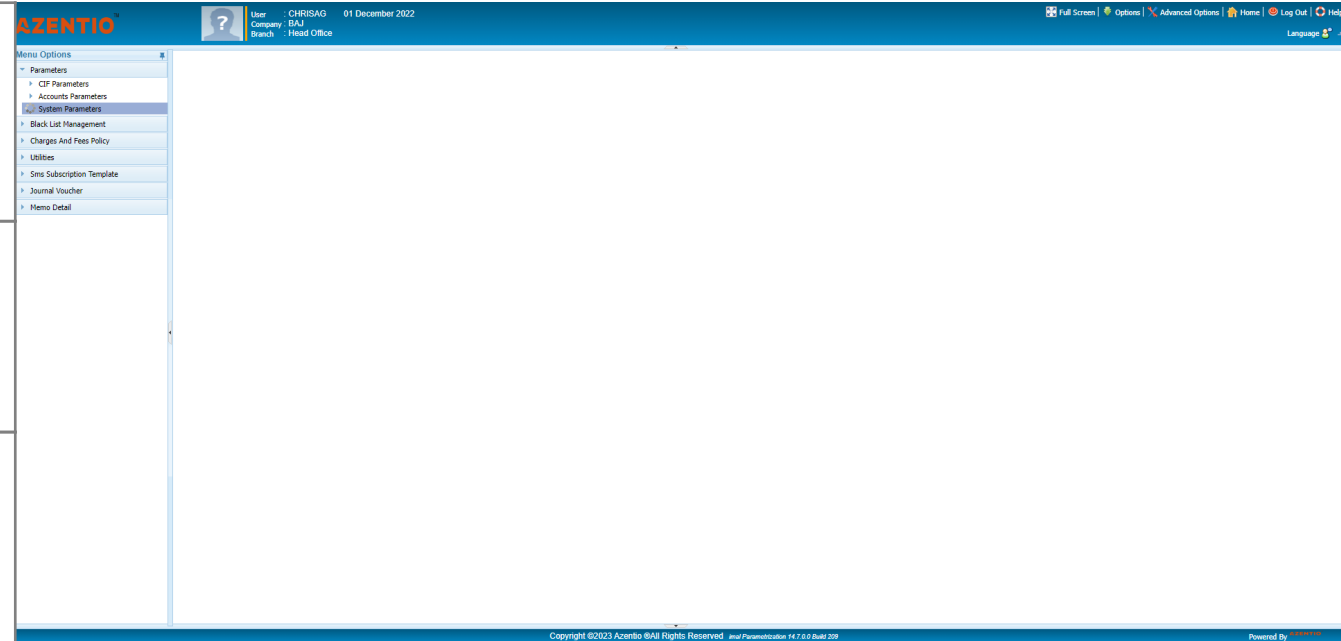 AZENTIO™
User : CHRISAG 01 December 2022
Company : BAJ
Branch : Head Office
Full Screen | Options | Advanced Options | Home | Log Out | Help
Language
Menu Options
Parameters
CIF Parameters
Accounts Parameters
System Parameters
Black List Management
Charges And Fees Policy
Utilities
Sms Subscription Template
Journal Voucher
Memo Detail
Copyright ©2023 Azentio ®All Rights Reserved imal Parametrization 14.7.0.0 Build 209
Powered By AZENTIO